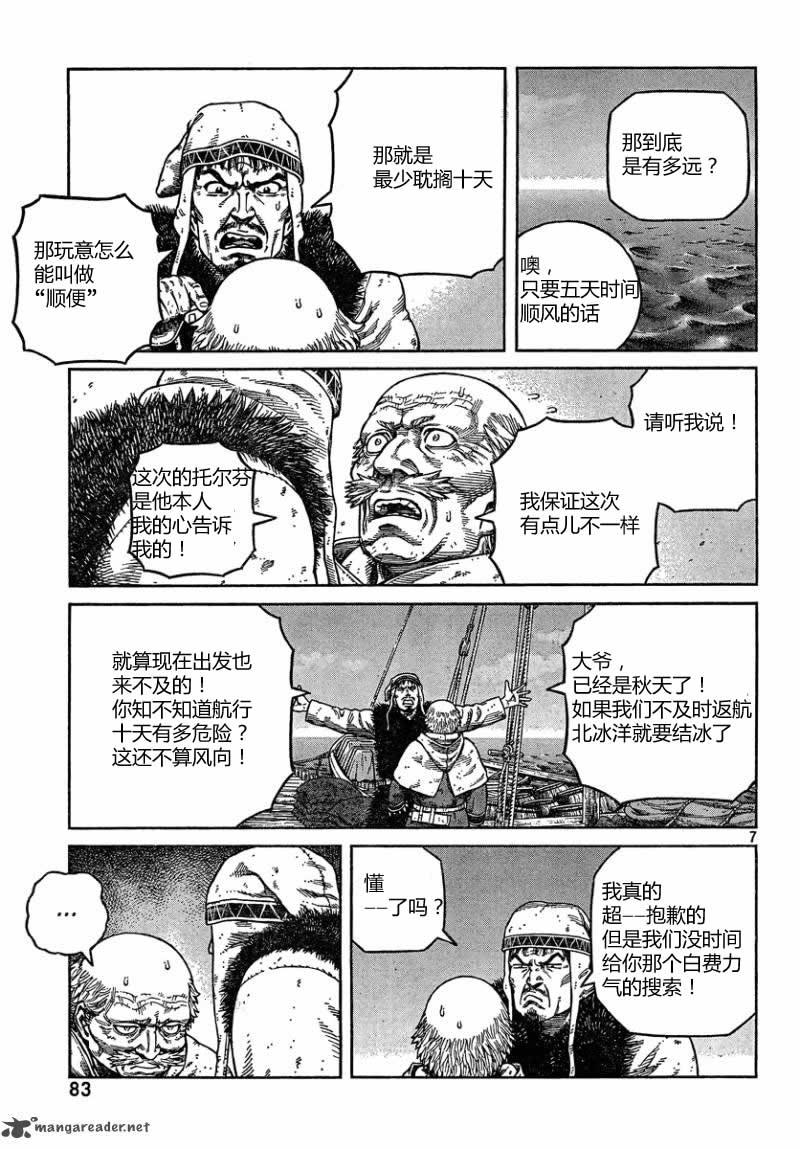 那到底
是有多远？
噢，
只要五天时间
顺风的话
那就是
最少耽搁十天
那玩意怎么
能叫做
“顺便”
请听我说！
我保证这次
有点儿不一样
这次的托尔芬
是他本人
我的心告诉
我的！
大爷，
已经是秋天了！
如果我们不及时返航
北冰洋就要结冰了
就算现在出发也
来不及的！
你知不知道航行
十天有多危险？
这还不算风向！
7
我真的
超——抱歉的
但是我们没时间
给你那个白费力
气的搜索！
懂
——了吗？
...
83
mangareader.net